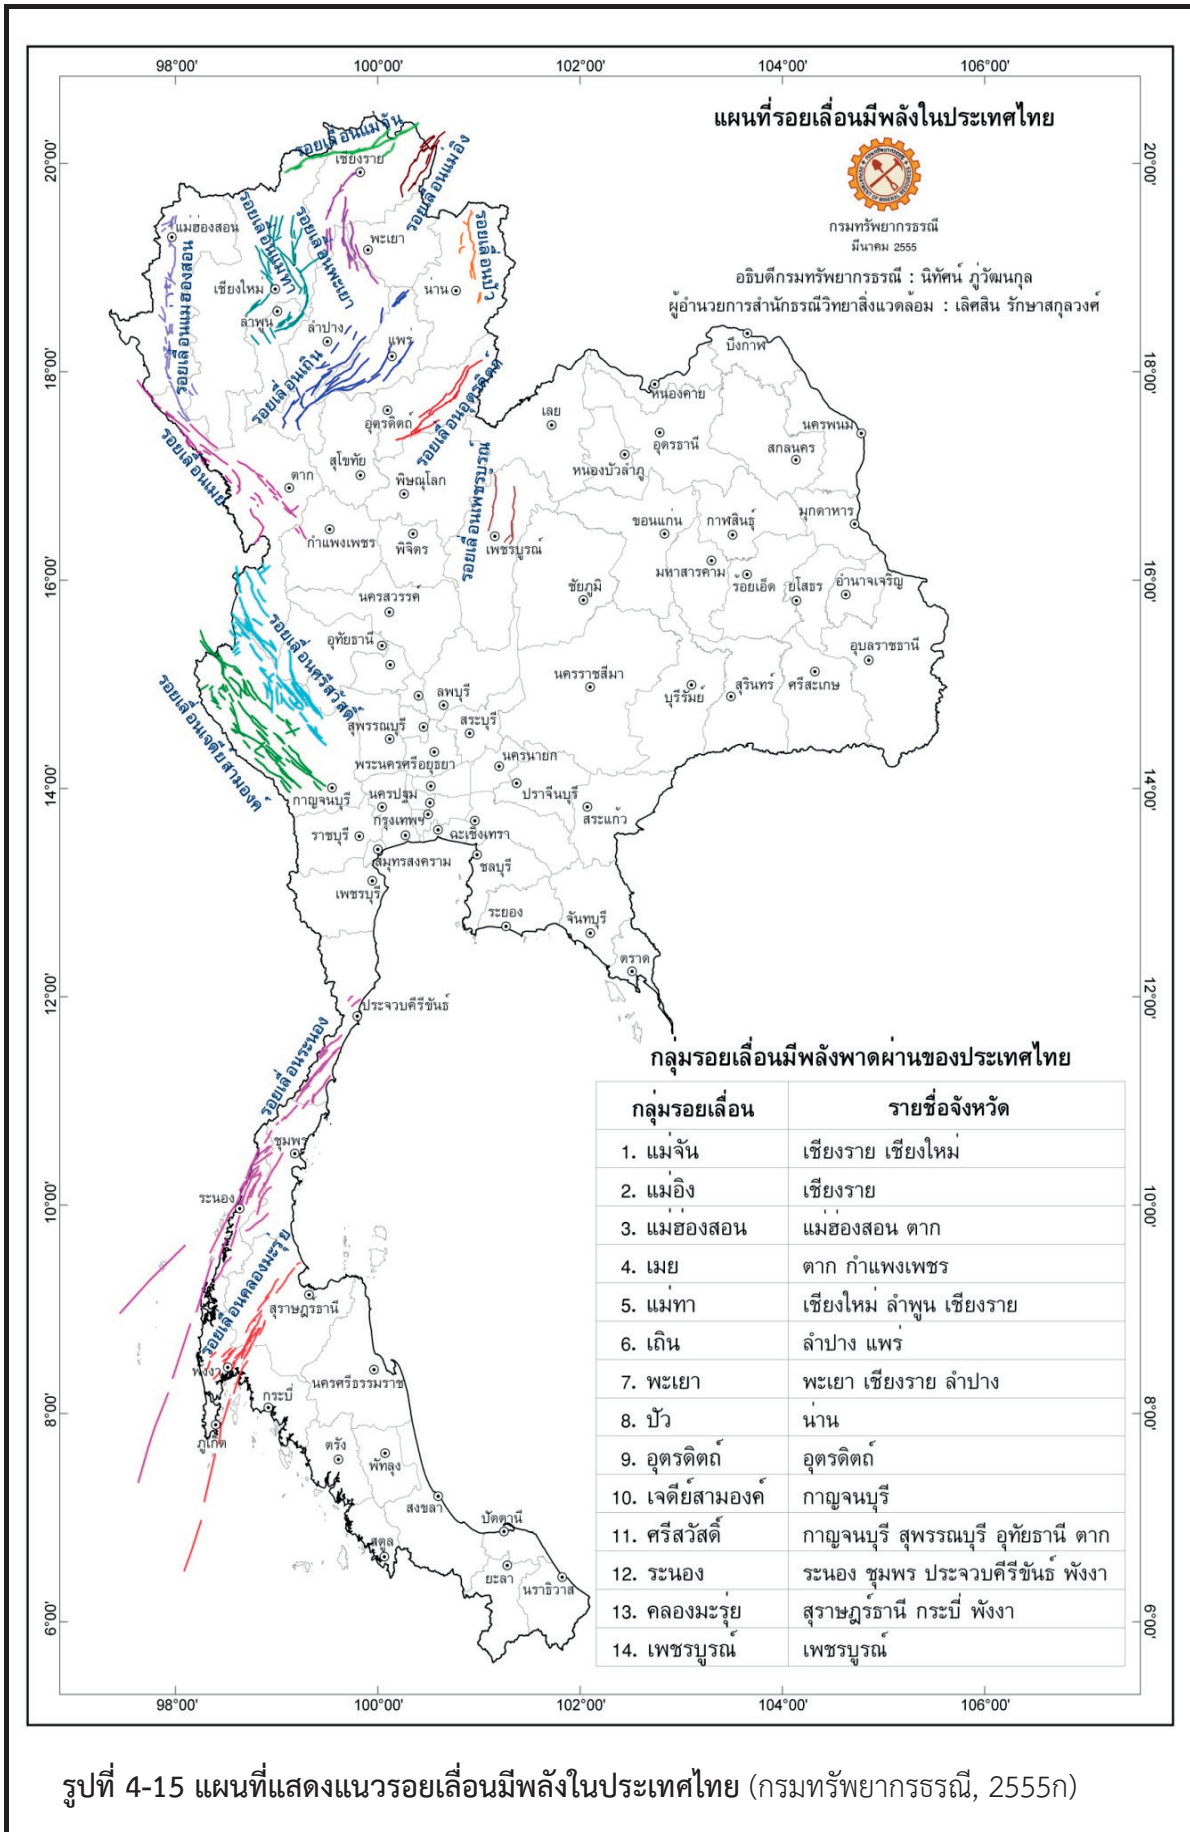 98°00'
100°00'
102°00'
104°00'
106°00'
แผนที่รอยเลื่อนมีพลังในประเทศไทย
กรมทรัพยากรธรณี
มีนาคม 2555
อธิบดีกรมทรัพยากรธรณี : นิทัศน์ ภู่วัฒนกุล
ผู้อำนวยการสำนักธรณีวิทยาสิ่งแวดล้อม : เลิศสิน รักษาสกุลวงศ์
20°00'
20°00'
18°00'
18°00'
16°00'
16°00'
14°00'
14°00'
12°00'
12°00'
10°00'
10°00'
8°00'
8°00'
6°00'
6°00'
รอยเลื่อนแม่จัน
รอยเลื่อนแม่อิง
รอยเลื่อนแม่ทา
รอยเลื่อนพะเยา
รอยเลื่อนปัว
รอยเลื่อนแม่ฮ่องสอน
รอยเลื่อนเถิน
รอยเลื่อนอุตรดิตถ์
รอยเลื่อนเมย
รอยเลื่อนเพชรบูรณ์
รอยเลื่อนศรีสวัสดิ์
รอยเลื่อนเจดีย์สามองค์
รอยเลื่อนระนอง
รอยเลื่อนคลองมะรุ่ย
เชียงราย
แม่ฮ่องสอน
พะเยา
เชียงใหม่
น่าน
ลำพูน
ลำปาง
แพร่
บึงกาฬ
หนองคาย
เลย
อุตรดิตถ์
อุดรธานี
นครพนม
สกลนคร
หนองบัวลำภู
สุโขทัย
ตาก
พิษณุโลก
มุกดาหาร
ขอนแก่น
กาฬสินธุ์
กำแพงเพชร
พิจิตร
เพชรบูรณ์
มหาสารคาม
ร้อยเอ็ด
ยโสธร
อำนาจเจริญ
ชัยภูมิ
นครสวรรค์
อุทัยธานี
อุบลราชธานี
นครราชสีมา
บุรีรัมย์
สุรินทร์
ศรีสะเกษ
ลพบุรี
สุพรรณบุรี
สระบุรี
พระนครศรีอยุธยา
นครนายก
กาญจนบุรี
นครปฐม
ปราจีนบุรี
กรุงเทพฯ
สระแก้ว
ราชบุรี
ฉะเชิงเทรา
สมุทรสงคราม
ชลบุรี
เพชรบุรี
ระยอง
จันทบุรี
ตราด
ประจวบคีรีขันธ์
ชุมพร
ระนอง
สุราษฎร์ธานี
พังงา
นครศรีธรรมราช
กระบี่
ภูเก็ต
ตรัง
พัทลุง
สงขลา
ปัตตานี
สตูล
ยะลา
นราธิวาส
กลุ่มรอยเลื่อนมีพลังพาดผ่านของประเทศไทย
กลุ่มรอยเลื่อน รายชื่อจังหวัด
1. แม่จัน เชียงราย เชียงใหม่
2. แม่อิง เชียงราย
3. แม่ฮ่องสอน แม่ฮ่องสอน ตาก
4. เมย ตาก กำแพงเพชร
5. แม่ทา เชียงใหม่ ลำพูน เชียงราย
6. เถิน ลำปาง แพร่
7. พะเยา พะเยา เชียงราย ลำปาง
8. ปัว น่าน
9. อุตรดิตถ์ อุตรดิตถ์
10. เจดีย์สามองค์ กาญจนบุรี
11. ศรีสวัสดิ์ กาญจนบุรี สุพรรณบุรี อุทัยธานี ตาก
12. ระนอง ระนอง ชุมพร ประจวบคีรีขันธ์ พังงา
13. คลองมะรุ่ย สุราษฎร์ธานี กระบี่ พังงา
14. เพชรบูรณ์ เพชรบูรณ์
98°00'
100°00'
102°00'
104°00'
106°00'
รูปที่ 4-15 แผนที่แสดงแนวรอยเลื่อนมีพลังในประเทศไทย (กรมทรัพยากรธรณี, 2555ก)